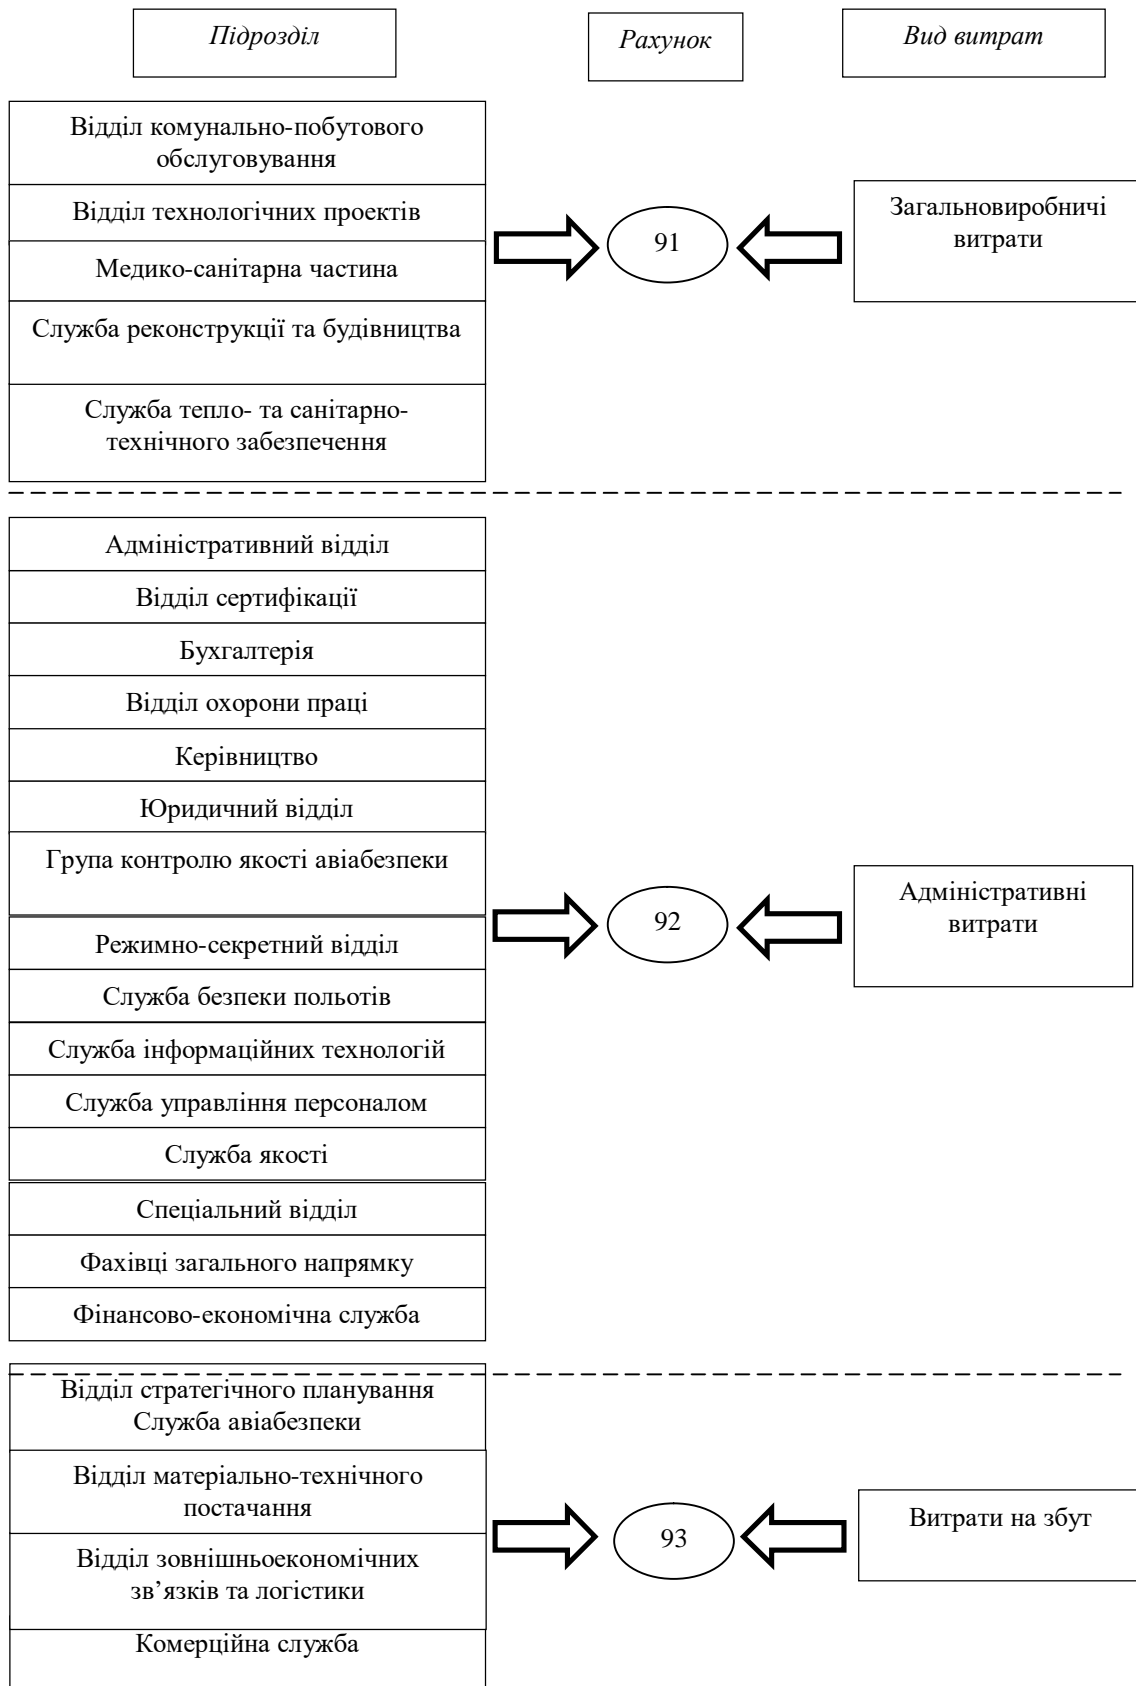 Підрозділ
Рахунок
Вид витрат
Відділ комунально-побутового
обслуговування
Відділ технологічних проектів
Медико-санітарна частина
Служба реконструкції та будівництва
Служба тепло- та санітарно-
технічного забезпечення
91
Загальновиробничі
витрати
Адміністративний відділ
Відділ сертифікації
Бухгалтерія
Відділ охорони праці
Керівництво
Юридичний відділ
Група контролю якості авіабезпеки
Режимно-секретний відділ
Служба безпеки польотів
Служба інформаційних технологій
Служба управління персоналом
Служба якості
Спеціальний відділ
Фахівці загального напрямку
Фінансово-економічна служба
92
Адміністративні
витрати
Відділ стратегічного планування
Служба авіабезпеки
Відділ матеріально-технічного
постачання
Відділ зовнішньоекономічних
зв’язків та логістики
Комерційна служба
93
Витрати на збут